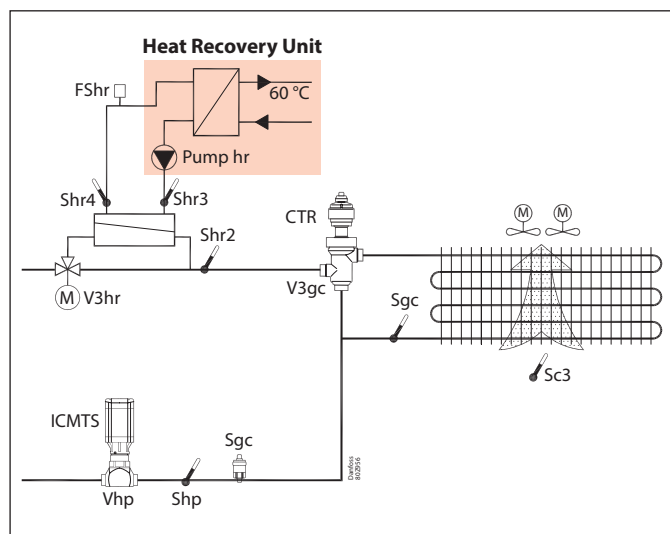 Heat Recovery Unit
FShr
60 °C
Pump hr
Shr4
Shr3
CTR
M
M
Shr2
M
V3hr
V3gc
Sgc
Sc3
ICMTS
Sgc
Danfoss
802956
Vhp
Shp